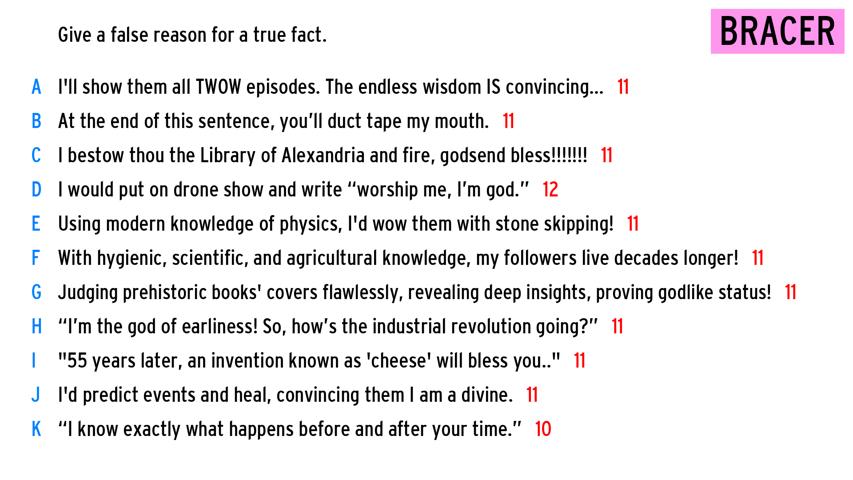 Give a false reason for a true fact.
BRACER
A I'll show them all TWOW episodes. The endless wisdom IS convincing... 11
B At the end of this sentence, you'll duct tape my mouth. 11
C I bestow thou the Library of Alexandria and fire, godsend bless!!!!!!! 11
D I would put on drone show and write “worship me, I'm god.” 12
E Using modern knowledge of physics, I'd wow them with stone skipping! 11
F With hygienic, scientific, and agricultural knowledge, my followers live decades longer! 11
G Judging prehistoric books' covers flawlessly, revealing deep insights, proving godlike status! 11
H “I'm the god of earliness! So, how's the industrial revolution going?” 11
I "55 years later, an invention known as 'cheese' will bless you.." 11
J I'd predict events and heal, convincing them I am a divine. 11
K “I know exactly what happens before and after your time.” 10